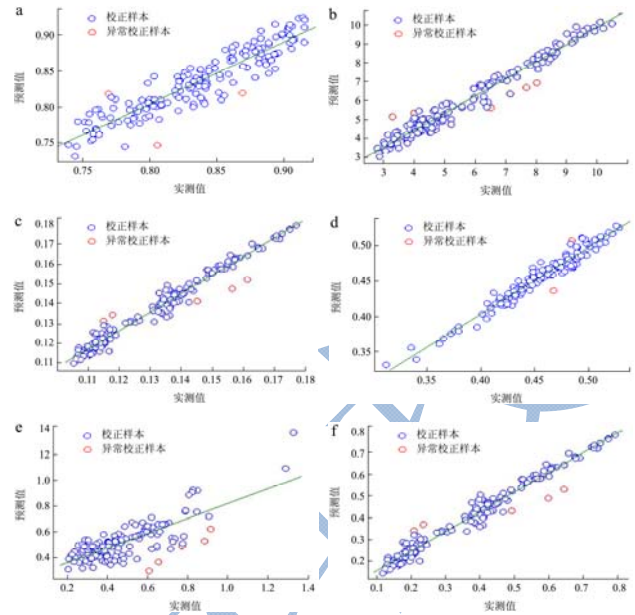 a
校正样本
异常校正样本
预测值
0.90
0.85
0.80
0.75
0.75
0.80
0.85
0.90
实测值
b
校正样本
异常校正样本
预测值
10
9
8
7
6
5
4
3
3
4
5
6
7
8
9
10
实测值
c
校正样本
异常校正样本
预测值
0.18
0.17
0.16
0.15
0.14
0.13
0.12
0.11
0.11
0.12
0.13
0.14
0.15
0.16
0.17
0.18
实测值
d
校正样本
异常校正样本
预测值
0.50
0.45
0.40
0.35
0.35
0.40
0.45
0.50
实测值
e
校正样本
异常校正样本
预测值
14
1.0
0.8
0.6
0.4
0.2
0.4
0.6
0.8
1.0
1.2
1.4
实测值
f
校正样本
异常校正样本
预测值
0.8
0.7
0.6
0.5
0.4
0.3
0.2
0.1
0.2
0.3
0.4
0.5
0.6
0.7
0.8
实测值